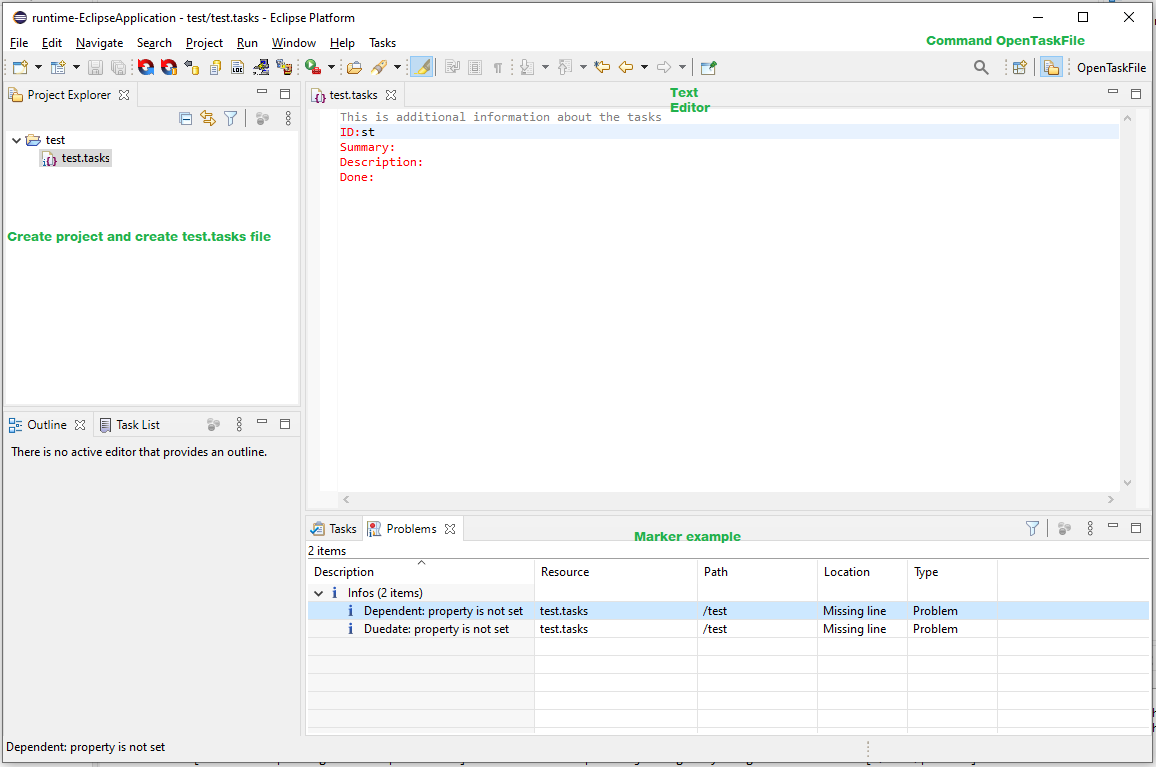 runtime-EclipseApplication - test/test.tasks - Eclipse Platform
File Edit Navigate Search Project Run Window Help Tasks
Command OpenTaskFile
OpenTaskFile
Project Explorer
test
test.tasks
Create project and create test.tasks file
test.tasks
Text
Editor
This is additional information about the tasks
ID:st
Summary:
Description:
Done:
Outline Task List
There is no active editor that provides an outline.
Tasks Problems
Marker example
2 items
Description Resource Path Location Type
Infos (2 items)
Dependent: property is not set test.tasks /test Missing line Problem
Duedate: property is not set test.tasks /test Missing line Problem
Dependent: property is not set